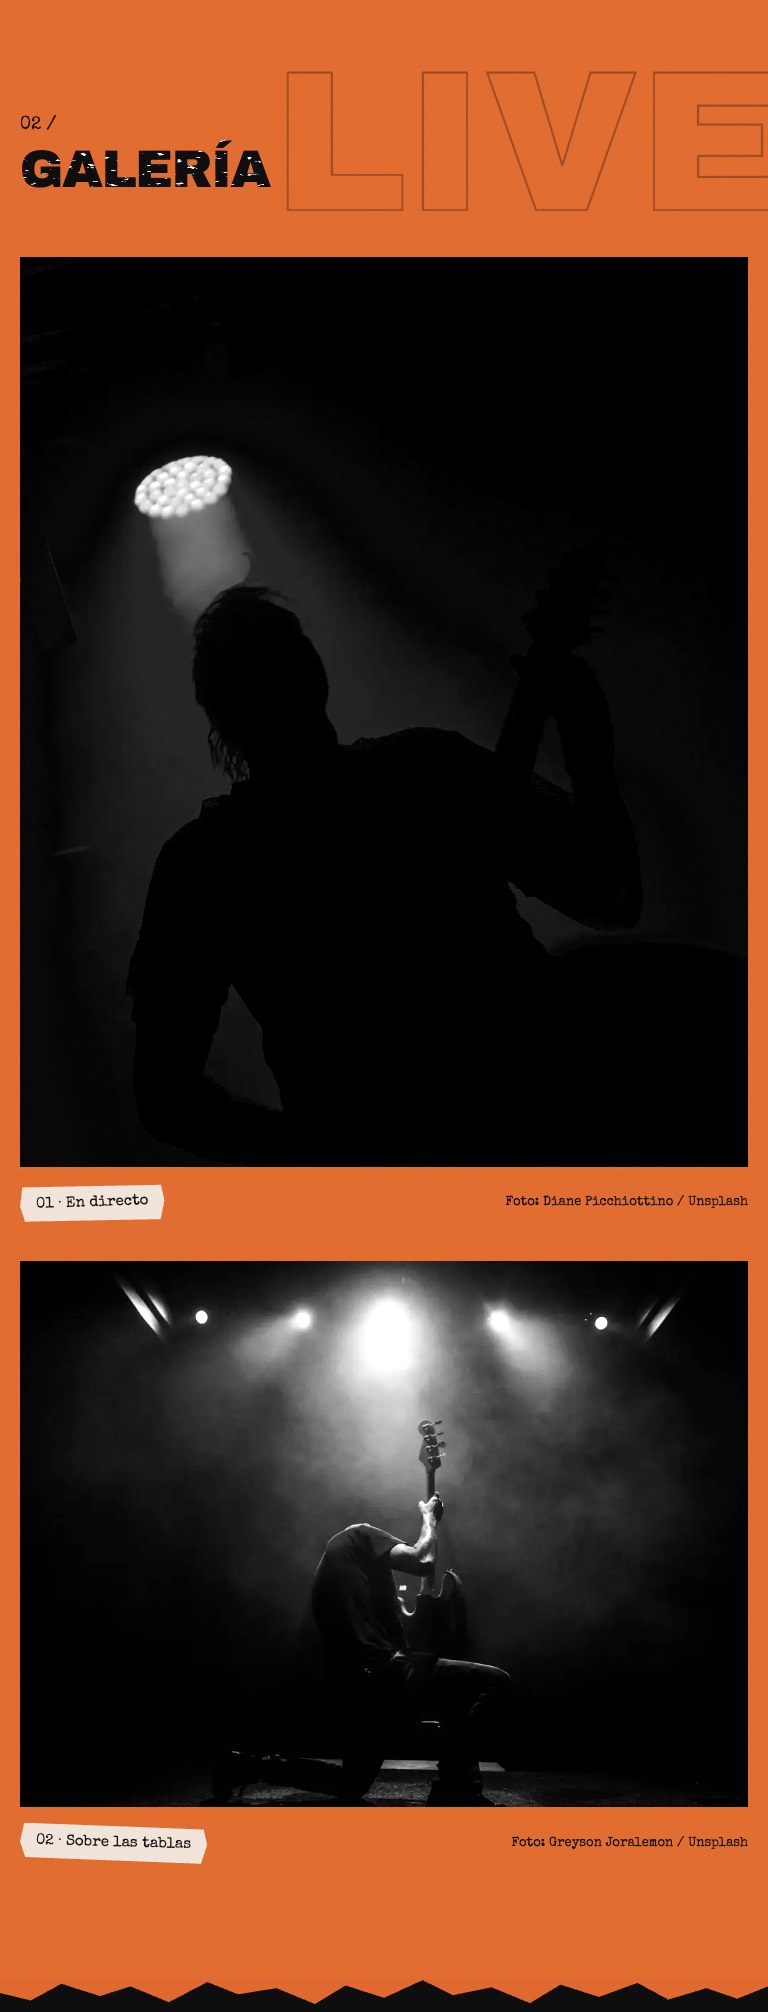 LIVE
02 /
GALERÍA
01 · En directo
Foto: Diane Picchiottino / Unsplash
02 · Sobre las tablas
Foto: Greyson Joralemon / Unsplash